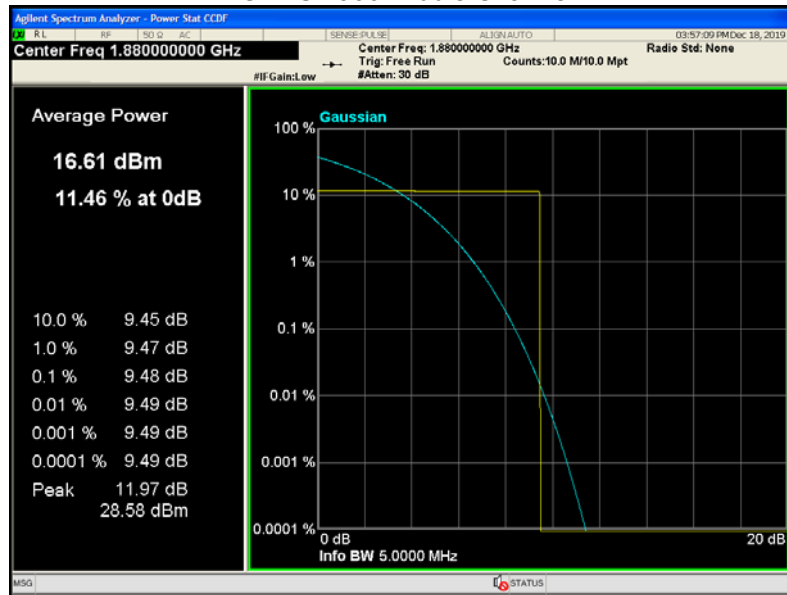 Agilent Spectrum Analyzer - Power Stat CCDF
RL RF 50 Ω AC SENSE:PULSE ALIGN AUTO 03:57:09 PM Dec 18, 2019
Center Freq 1.880000000 GHz Center Freq: 1.880000000 GHz Radio Std: None
Trig: Free Run Counts:10.0 M/10.0 Mpt
#IFGain:Low #Atten: 30 dB
Average Power
16.61 dBm
11.46 % at 0dB
10.0 % 9.45 dB
1.0 % 9.47 dB
0.1 % 9.48 dB
0.01 % 9.49 dB
0.001 % 9.49 dB
0.0001 % 9.49 dB
Peak 11.97 dB
28.58 dBm
Gaussian
100 %
10 %
1 %
0.1 %
0.01 %
0.001 %
0.0001 %
0 dB 20 dB
Info BW 5.0000 MHz
MSG STATUS